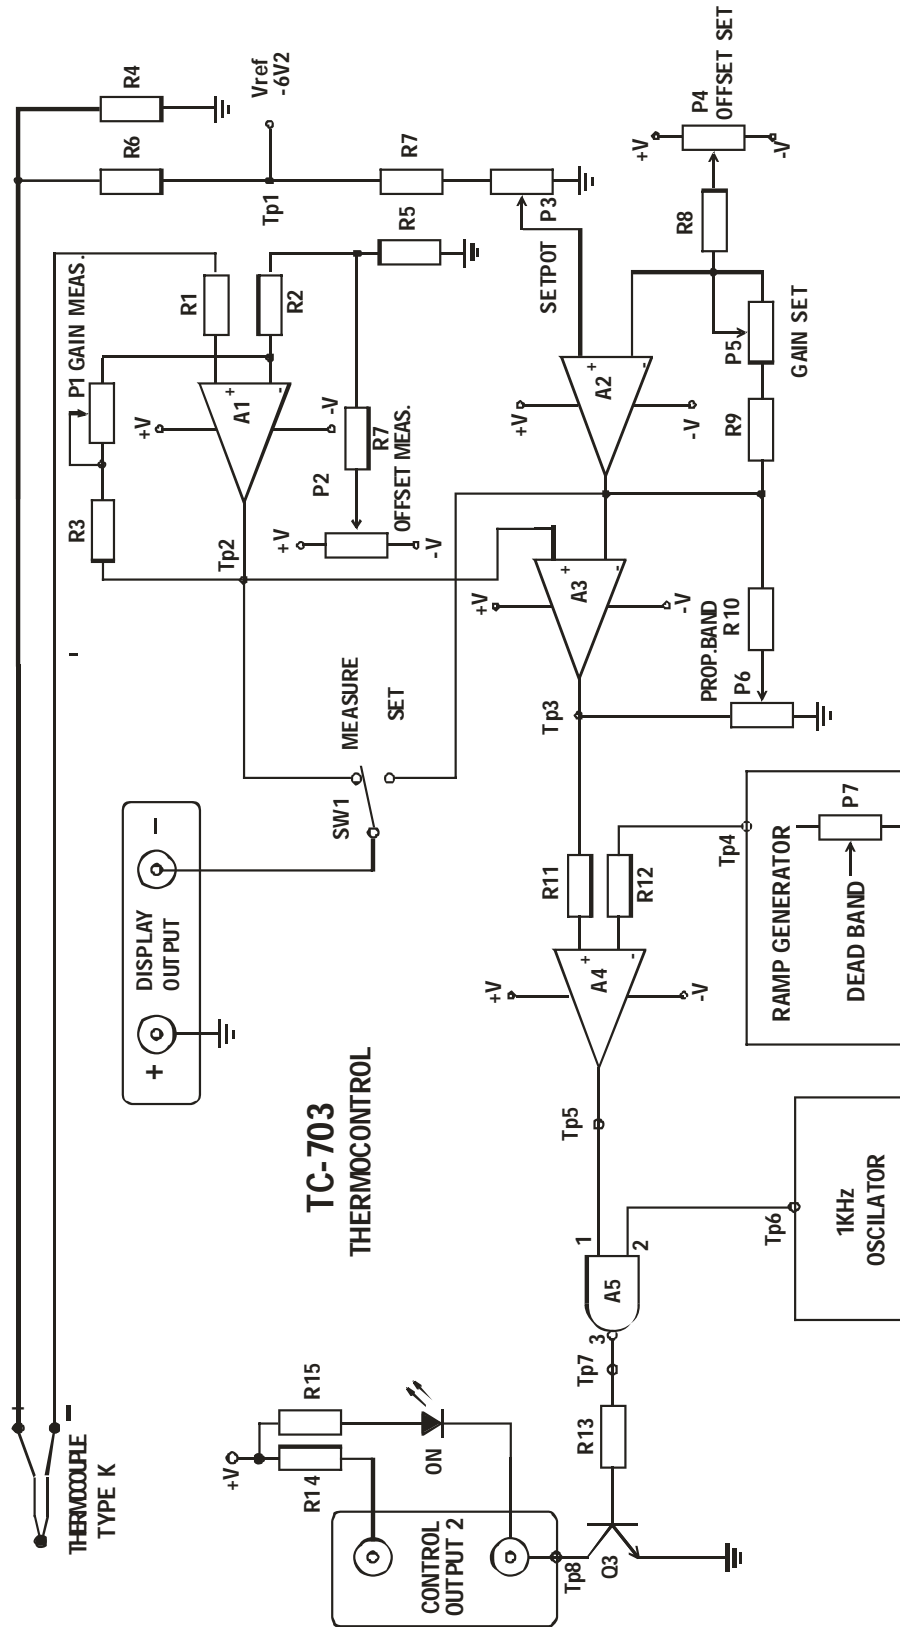 THERMOCOUPLE
TYPE K
+
-
R4
R6
Vref
-6V2
Tp1
R7
P3
SETPOT
R5
R1
R2
P1 GAIN MEAS.
R3
+V
A1
+
-
-V
Tp2
P2
R7
OFFSET MEAS.
+V
-V
P4
OFFSET SET
+V
-V
R8
P5
GAIN SET
R9
+V
A2
+
-
-V
+V
A3
+
-
-V
PROP.BAND
R10
P6
Tp3
MEASURE
SET
SW1
-
DISPLAY
OUTPUT
+
-
TC-703
THERMOCONTROL
R11
R12
Tp4
RAMP GENERATOR
DEAD BAND
P7
+V
A4
+
-
-V
Tp5
Tp6
1KHz
OSCILATOR
1
2
A5
3
Tp7
R13
R15
R14
+V
ON
CONTROL
OUTPUT 2
Tp8
Q3